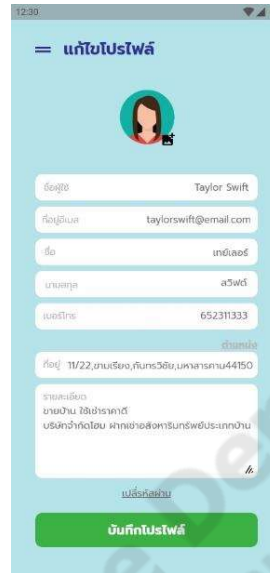 12:30
แก้ไขโปรไฟล์
ชื่อผู้ใช้ Taylor Swift
ที่อยู่อีเมล taylorswift@email.com
ชื่อ เทย์เลอร์
นามสกุล สวิฟต์
เบอร์โทร 652311333
ตำแหน่ง
ที่อยู่ 11/22,ขามเรียง,กันทรวิชัย,มหาสารคาม44150
รายละเอียด
ขายบ้าน ใช้เช่าราคาดี
บริษัทจำกัดโฮม ฝากเช่าอสังหาริมทรัพย์ประเภทบ้าน
เปลี่รหัสผ่าน
บันทึกโปรไฟล์